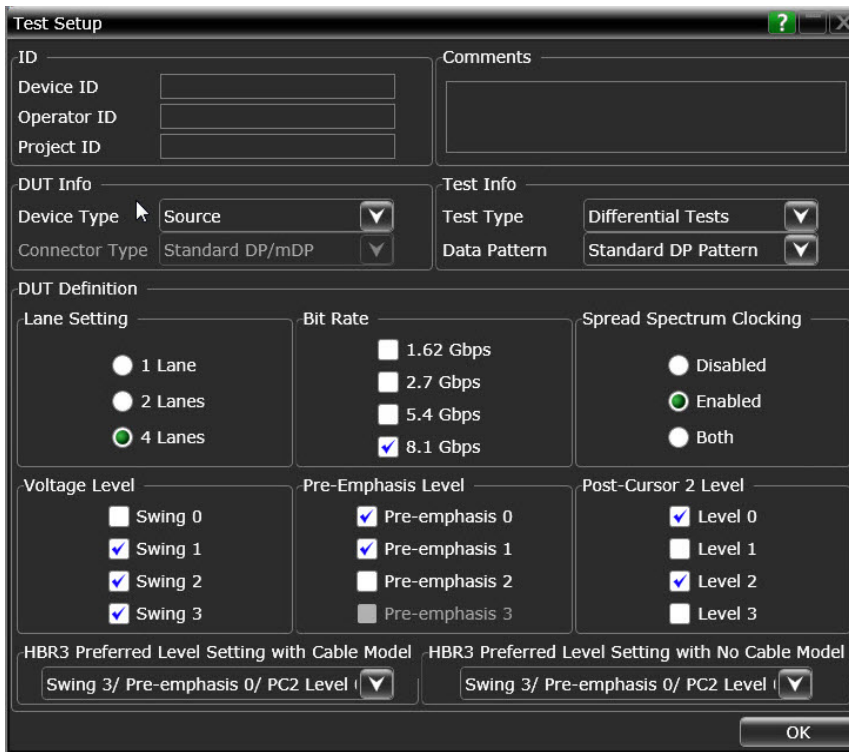 Test Setup
?
ID
Device ID
Operator ID
Project ID
Comments
DUT Info
Device Type Source
Connector Type Standard DP/mDP
Test Info
Test Type Differential Tests
Data Pattern Standard DP Pattern
DUT Definition
Lane Setting
1 Lane
2 Lanes
4 Lanes
Bit Rate
1.62 Gbps
2.7 Gbps
5.4 Gbps
8.1 Gbps
Spread Spectrum Clocking
Disabled
Enabled
Both
Voltage Level
Swing 0
Swing 1
Swing 2
Swing 3
Pre-Emphasis Level
Pre-emphasis 0
Pre-emphasis 1
Pre-emphasis 2
Pre-emphasis 3
Post-Cursor 2 Level
Level 0
Level 1
Level 2
Level 3
HBR3 Preferred Level Setting with Cable Model
Swing 3/ Pre-emphasis 0/ PC2 Level
HBR3 Preferred Level Setting with No Cable Model
Swing 3/ Pre-emphasis 0/ PC2 Level
OK